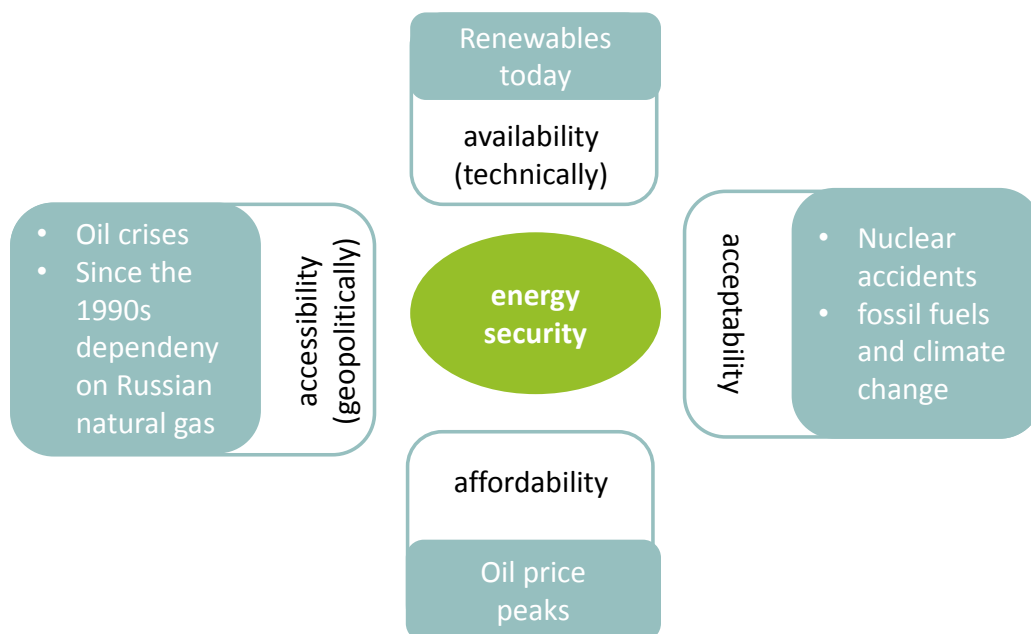 Renewables
today
availability
(technically)
• Oil crises
• Since the
1990s
dependeny
on Russian
natural gas
accessibility
(geopolitically)
energy
security
acceptability
• Nuclear
accidents
• fossil fuels
and climate
change
affordability
Oil price
peaks